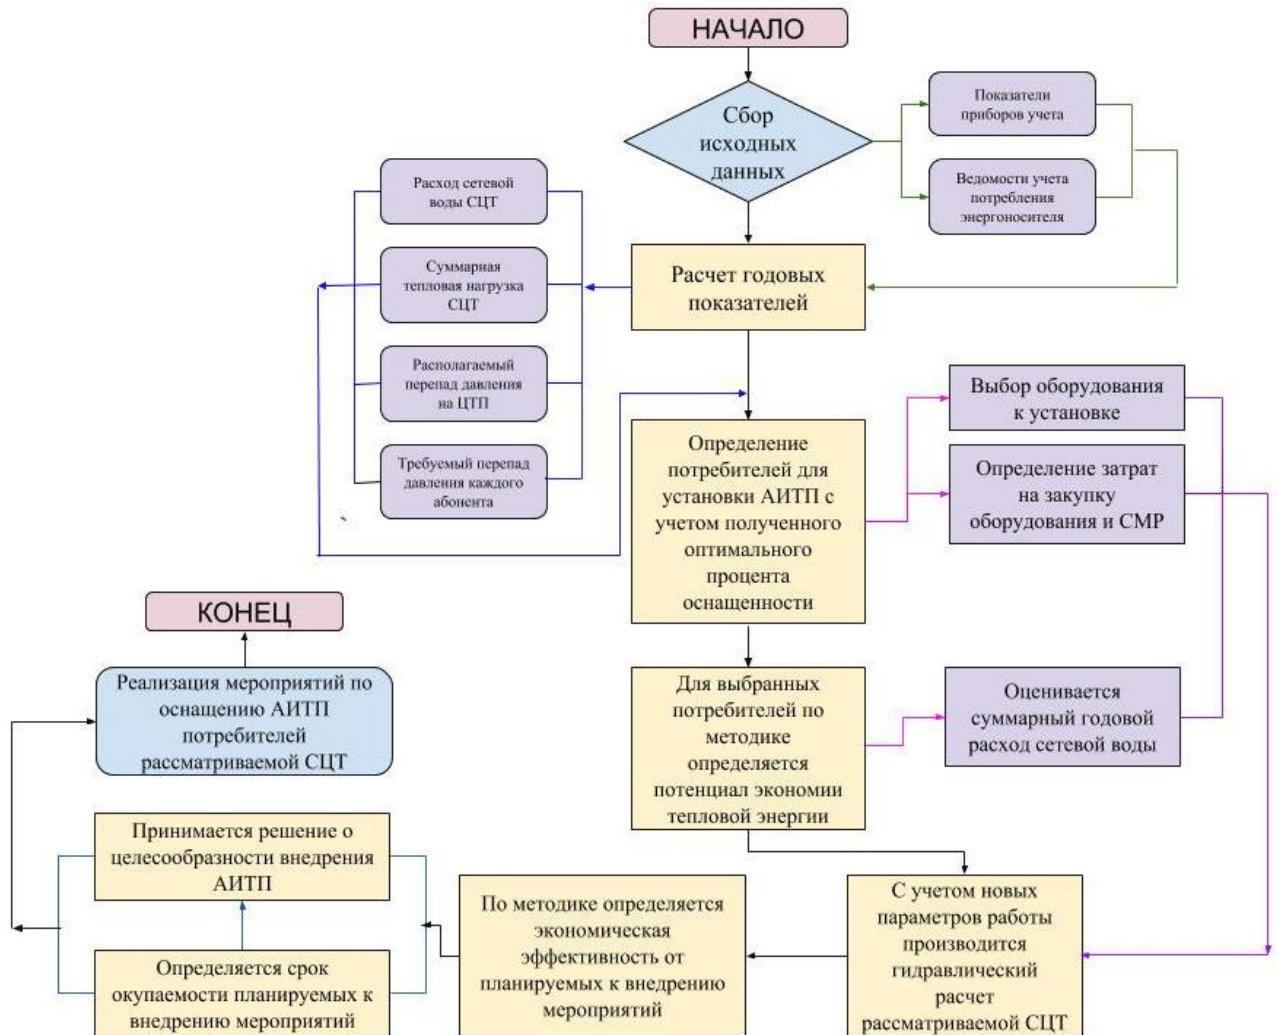 НАЧАЛО
Сбор
исходных
данных
Показатели
приборов учета
Ведомости учета
потребления
энергоносителя
Расчет годовых
показателей
Расход сетевой
воды СЦТ
Суммарная
тепловая нагрузка
СЦТ
Располагаемый
перепад давления
на ЦТП
Требуемый перепад
давления каждого
абонента
Определение
потребителей для
установки АИТП с
учетом полученного
оптимального
процента
оснащенности
Выбор оборудования
к установке
Определение затрат
на закупку
оборудования и СМР
Для выбранных
потребителей по
методике
определяется
потенциал экономии
тепловой энергии
Оценивается
суммарный годовой
расход сетевой воды
С учетом новых
параметров работы
производится
гидравлический
расчет
рассматриваемой СЦТ
По методике определяется
экономическая
эффективность от
планируемых к внедрению
мероприятий
Определяется срок
окупаемости планируемых к
внедрению мероприятий
Принимается решение о
целесообразности внедрения
АИТП
Реализация мероприятий по
оснащению АИТП
потребителей
рассматриваемой СЦТ
КОНЕЦ